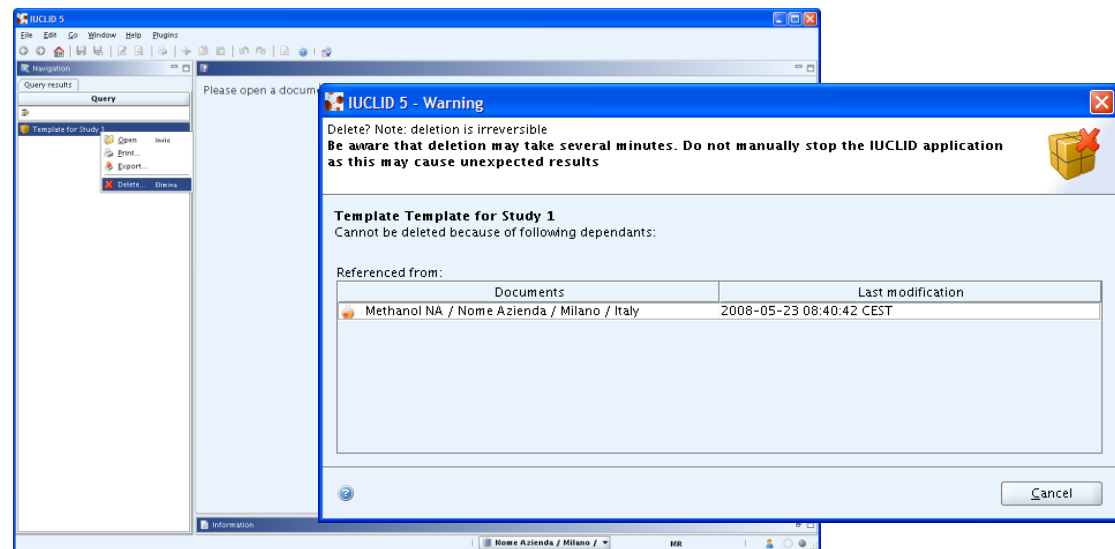 IUCLID 5
File Edit Go Window Help Plugins
Navigation
Query results
Query
Template for Study 1
Open Invio
Print...
Export...
Delete... Elimina
Please open a docum
IUCLID 5 - Warning
Delete? Note: deletion is irreversible
Be aware that deletion may take several minutes. Do not manually stop the IUCLID application
as this may cause unexpected results
Template Template for Study 1
Cannot be deleted because of following dependants:
Referenced from:
Documents Last modification
Methanol NA / Nome Azienda / Milano / Italy 2008-05-23 08:40:42 CEST
Cancel
Information
Nome Azienda / Milano / MR